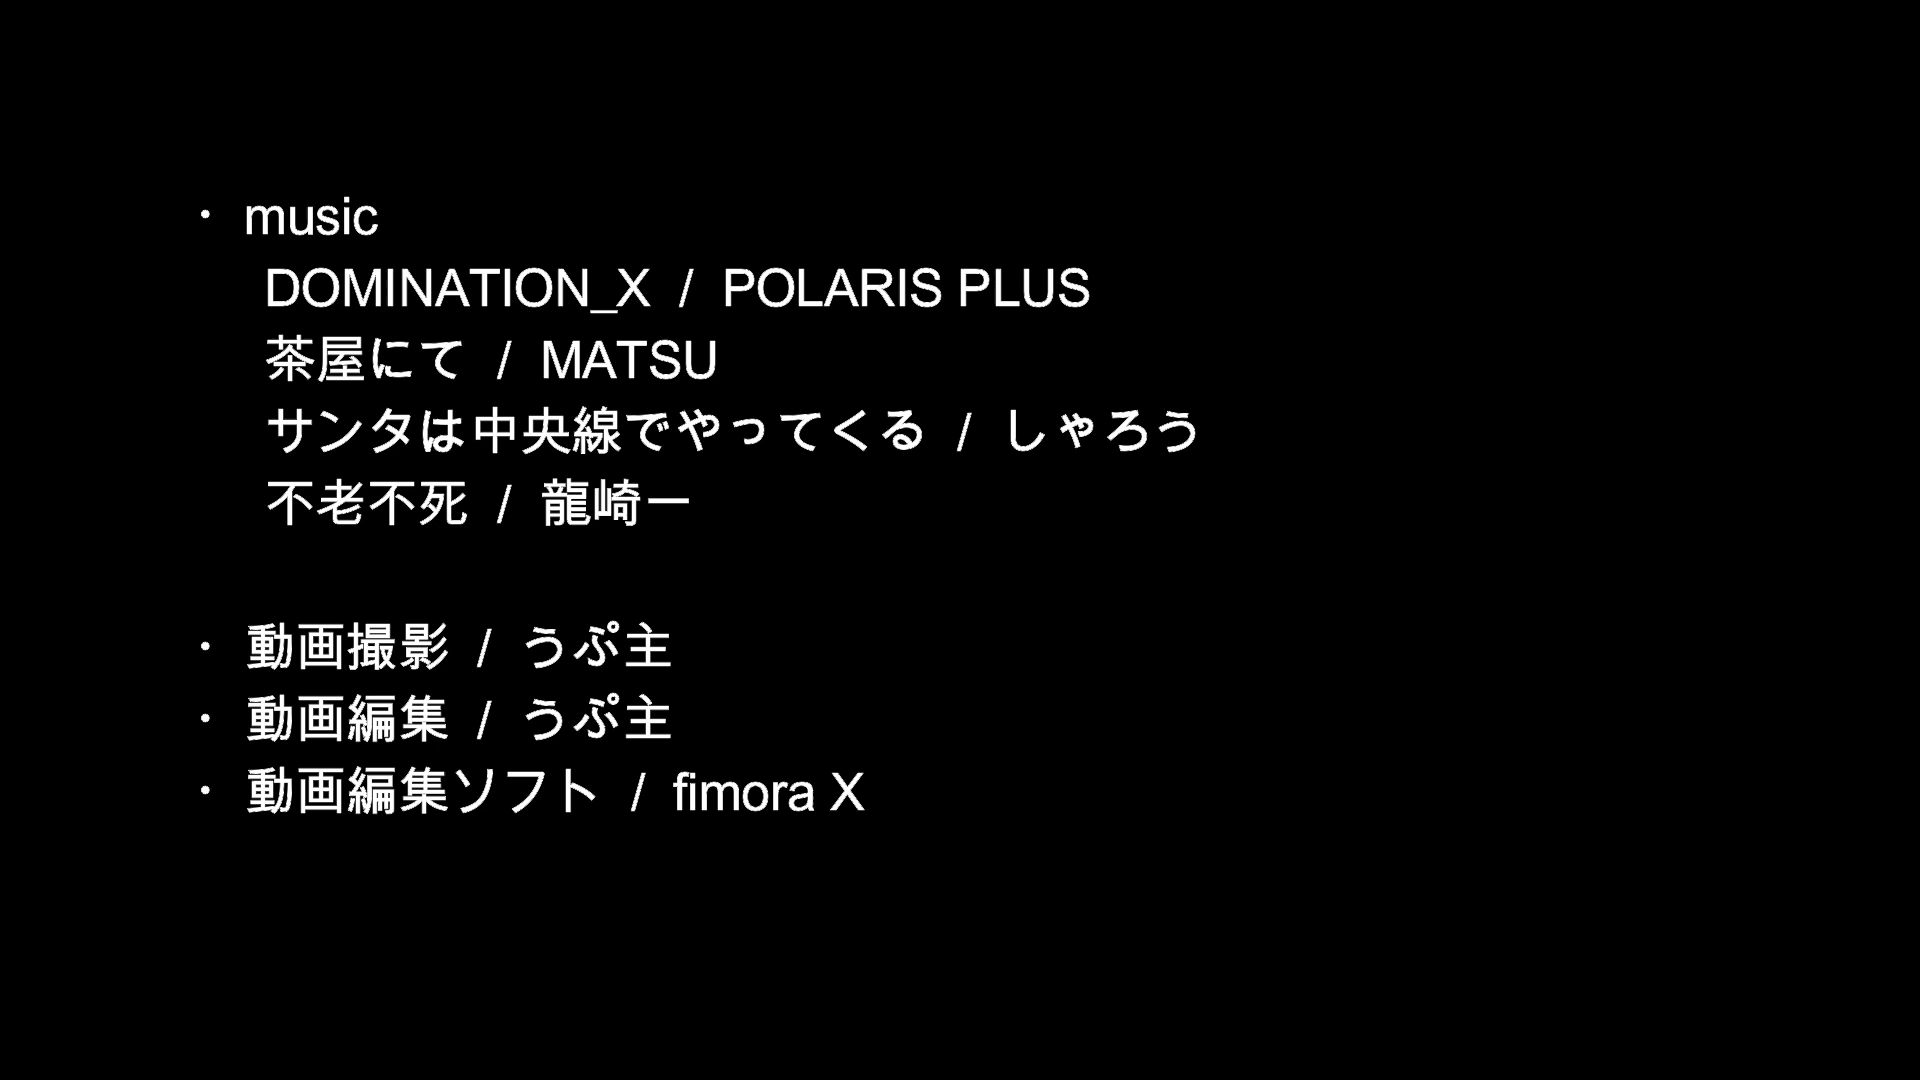 ・ music
DOMINATION_X / POLARIS PLUS
茶屋にて / MATSU
サンタは中央線でやってくる / しゃろう
不老不死 / 龍崎一
・ 動画撮影 / うぷ主
・ 動画編集 / うぷ主
・ 動画編集ソフト / fimora X